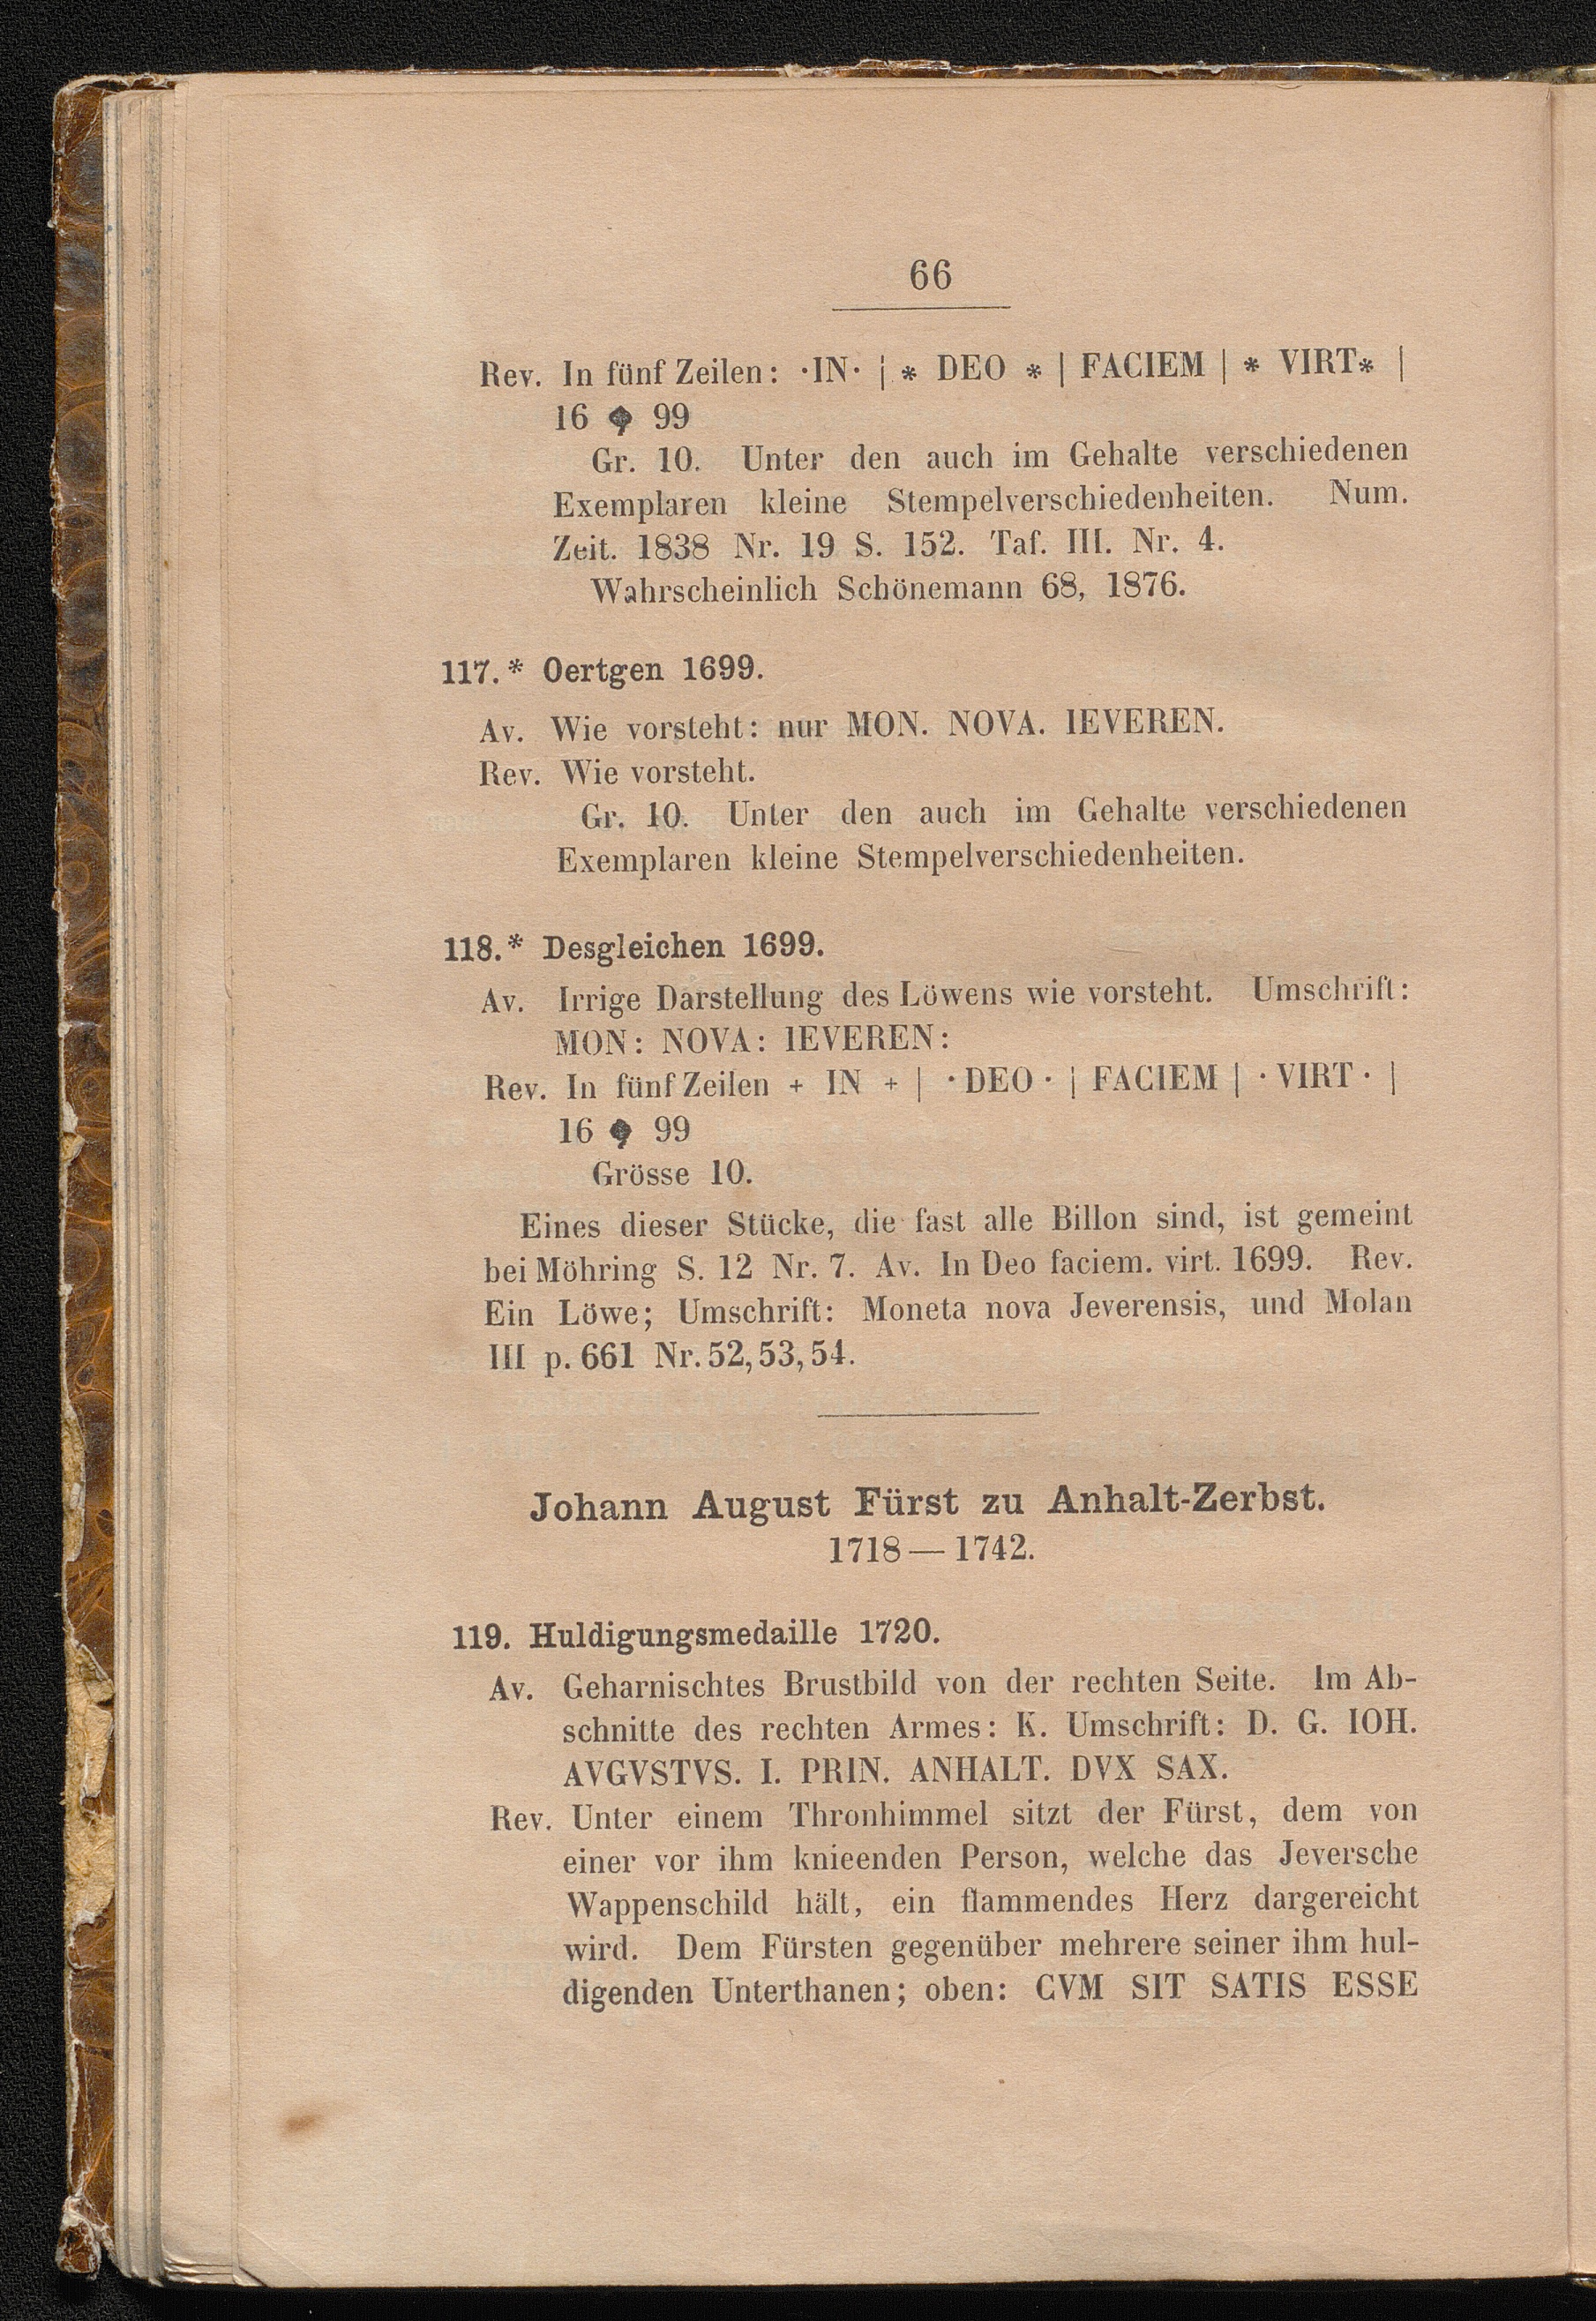 66
Rev. In fünf Zeilen: ·IN· | * DEO * | FACIEM | * VIRT* |
16 99
Gr. 10. Unter den auch im Gehalte verschiedenen
Exemplaren kleine Stempelverschiedenheiten. Num.
Zeit. 1838 Nr. 19 S. 152. Taf. III. Nr. 4.
Wahrscheinlich Schönemann 68, 1876.
117.* Oertgen 1699.
Av. Wie vorsteht: nur MON. NOVA. IEVEREN.
Rev. Wie vorsteht.
Gr. 10. Unter den auch im Gehalte verschiedenen
Exemplaren kleine Stempelverschiedenheiten.
118.* Desgleichen 1699.
Av. Irrige Darstellung des Löwens wie vorsteht. Umschrift:
MON: NOVA: IEVEREN:
Rev. In fünf Zeilen + IN + | ·DEO· | FACIEM | ·VIRT· |
16 99
Grösse 10.
Eines dieser Stücke, die fast alle Billon sind, ist gemeint
bei Möhring S. 12 Nr. 7. Av. In Deo faciem. virt. 1699. Rev.
Ein Löwe; Umschrift: Moneta nova Jeverensis, und Molan
III p. 661 Nr. 52, 53, 54.
Johann August Fürst zu Anhalt-Zerbst.
1718 — 1742.
119. Huldigungsmedaille 1720.
Av. Geharnischtes Brustbild von der rechten Seite. Im Ab-
schnitte des rechten Armes: K. Umschrift: D. G. IOH.
AVGVSTVS. I. PRIN. ANHALT. DVX SAX.
Rev. Unter einem Thronhimmel sitzt der Fürst, dem von
einer vor ihm knieenden Person, welche das Jeversche
Wappenschild hält, ein flammendes Herz dargereicht
wird. Dem Fürsten gegenüber mehrere seiner ihm hul-
digenden Unterthanen; oben: CVM SIT SATIS ESSE